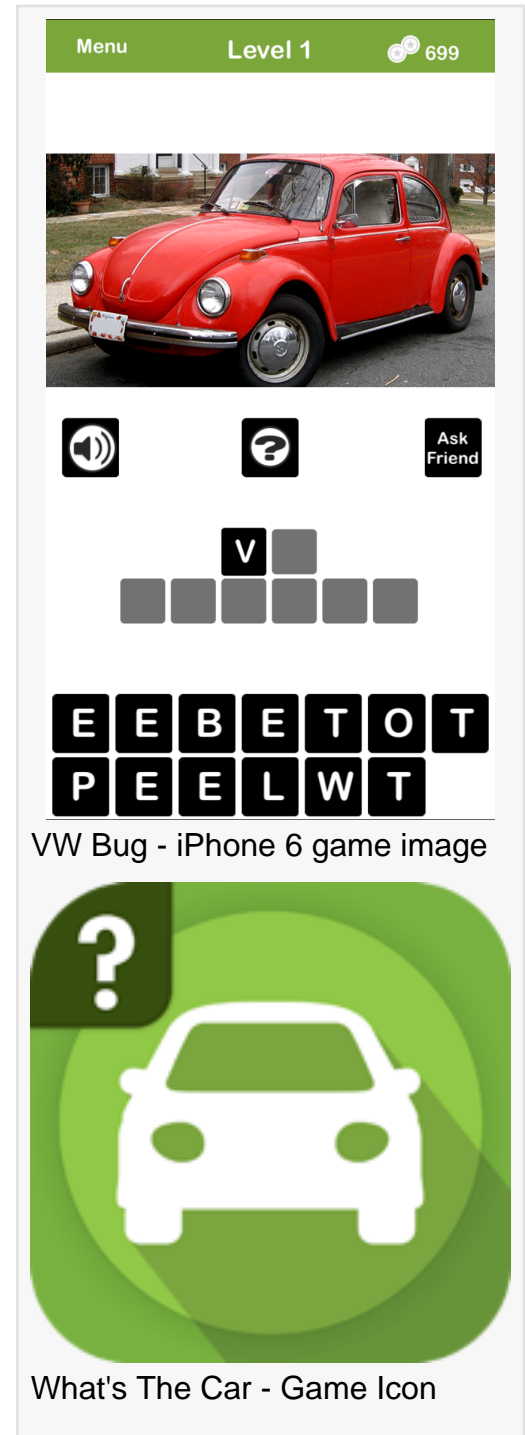 Menu Level 1 699
?
Ask
Friend
V
E E B E T O T
P E E L W T
VW Bug - iPhone 6 game image
?
What's The Car - Game Icon